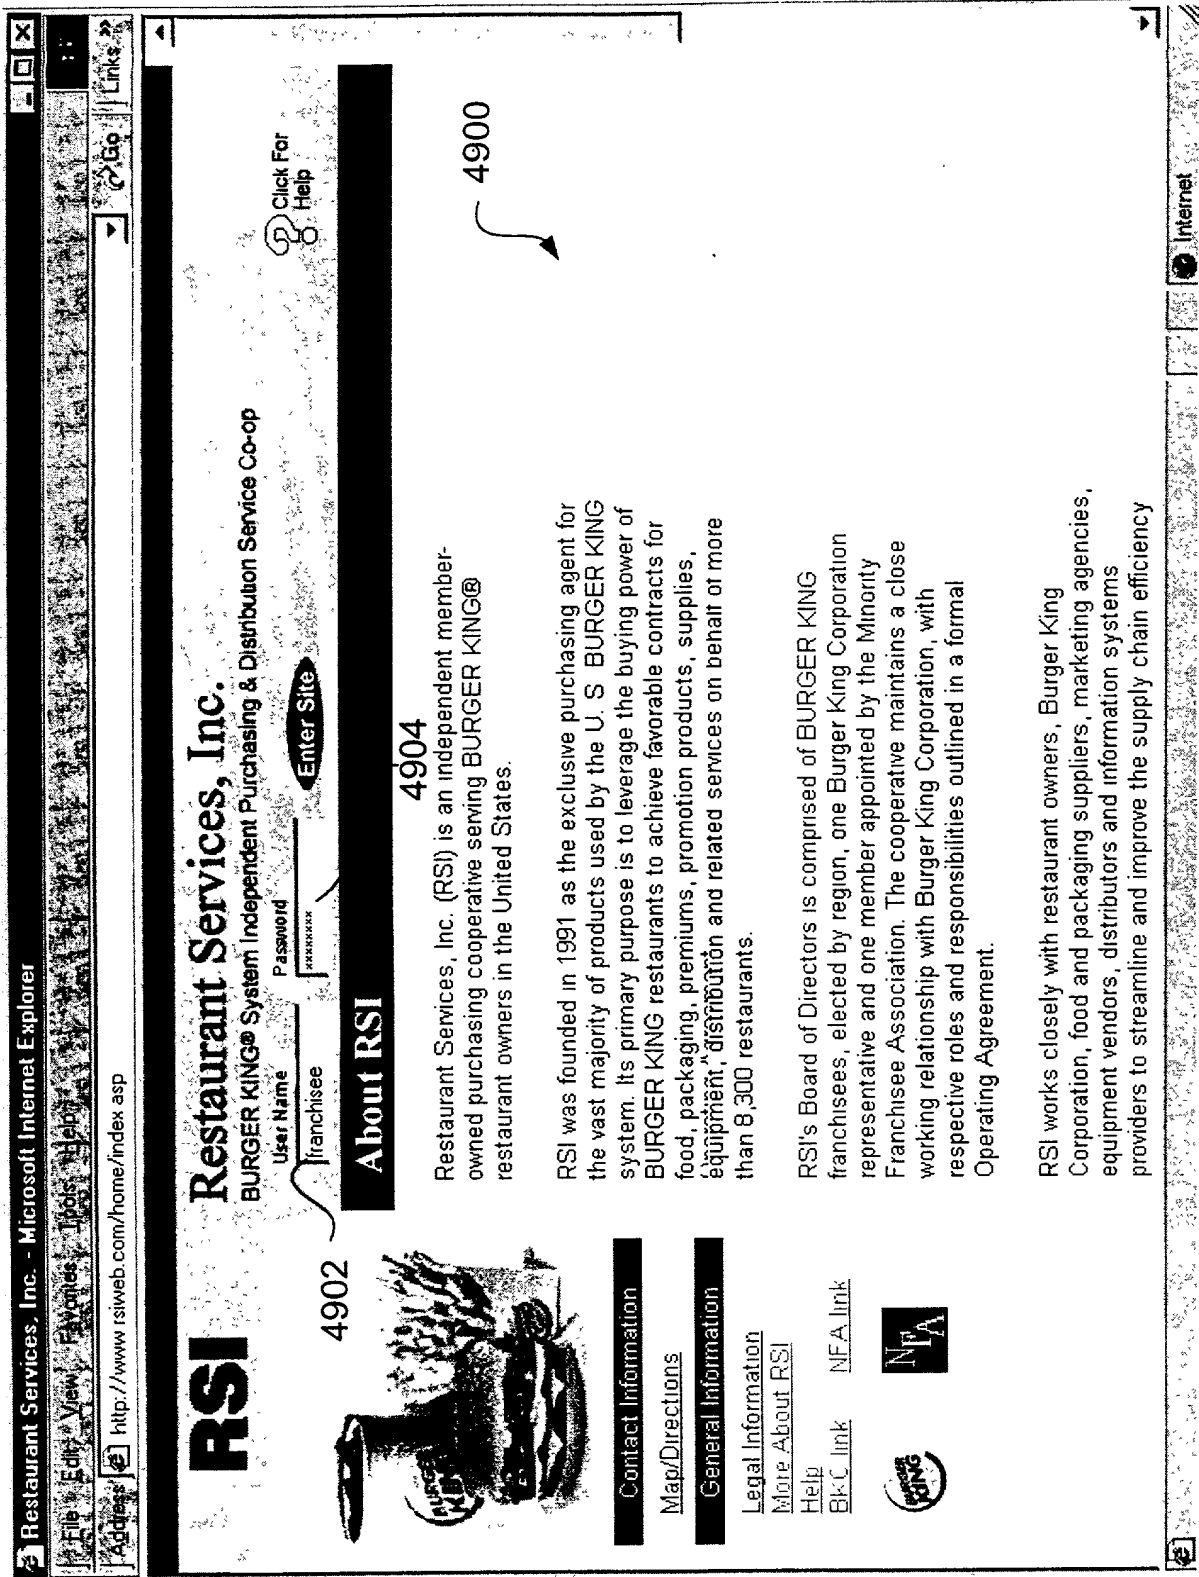 Restaurant Services, Inc. - Microsoft Internet Explorer
File Edit View Favorites Tools Help
Address http://www rsiweb.com/home/index asp
Go Links »
RSI
Restaurant Services, Inc.
BURGER KING® System Independent Purchasing & Distribution Service Co-op
User Name Password
franchisee ******** Enter Site
Click For
Help
4902
4904
4900
About RSI
Restaurant Services, Inc. (RSI) is an independent member-
owned purchasing cooperative serving BURGER KING®
restaurant owners in the United States.
RSI was founded in 1991 as the exclusive purchasing agent for
the vast majority of products used by the U. S BURGER KING
system. Its primary purpose is to leverage the buying power of
BURGER KING restaurants to achieve favorable contracts for
food, packaging, premiums, promotion products, supplies,
equipment, distribution and related services on behalf of more
than 8,300 restaurants.
RSI's Board of Directors is comprised of BURGER KING
franchisees, elected by region, one Burger King Corporation
representative and one member appointed by the Minority
Franchisee Association. The cooperative maintains a close
working relationship with Burger King Corporation, with
respective roles and responsibilities outlined in a formal
Operating Agreement.
RSI works closely with restaurant owners, Burger King
Corporation, food and packaging suppliers, marketing agencies,
equipment vendors, distributors and information systems
providers to streamline and improve the supply chain efficiency
BURGER
KING
Contact Information
Map/Directions
General Information
Legal Information
More About RSI
Help
BKC link NFA link
BURGER
KING
NFA
Internet